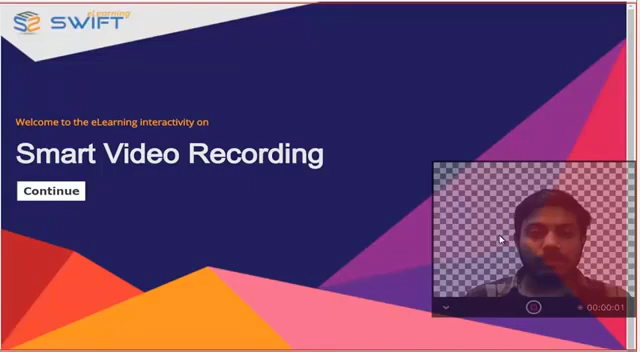 eLearning
SWIFT
Welcome to the eLearning interactivity on
Smart Video Recording
Continue
00:00:01